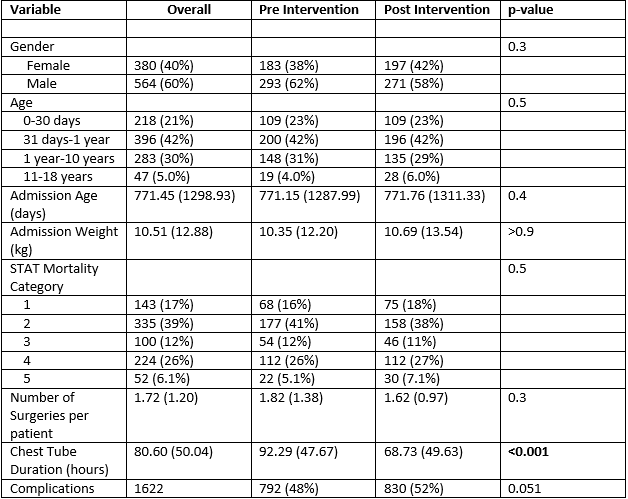 Variable Overall Pre Intervention Post Intervention p-value
Gender 0.3
Female 380 (40%) 183 (38%) 197 (42%)
Male 564 (60%) 293 (62%) 271 (58%)
Age 0.5
0-30 days 218 (21%) 109 (23%) 109 (23%)
31 days-1 year 396 (42%) 200 (42%) 196 (42%)
1 year-10 years 283 (30%) 148 (31%) 135 (29%)
11-18 years 47 (5.0%) 19 (4.0%) 28 (6.0%)
Admission Age 771.45 (1298.93) 771.15 (1287.99) 771.76 (1311.33) 0.4
(days)
Admission Weight 10.51 (12.88) 10.35 (12.20) 10.69 (13.54) >0.9
(kg)
STAT Mortality 0.5
Category
1 143 (17%) 68 (16%) 75 (18%)
2 335 (39%) 177 (41%) 158 (38%)
3 100 (12%) 54 (12%) 46 (11%)
4 224 (26%) 112 (26%) 112 (27%)
5 52 (6.1%) 22 (5.1%) 30 (7.1%)
Number of 1.72 (1.20) 1.82 (1.38) 1.62 (0.97) 0.3
Surgeries per
patient
Chest Tube 80.60 (50.04) 92.29 (47.67) 68.73 (49.63) <0.001
Duration (hours)
Complications 1622 792 (48%) 830 (52%) 0.051